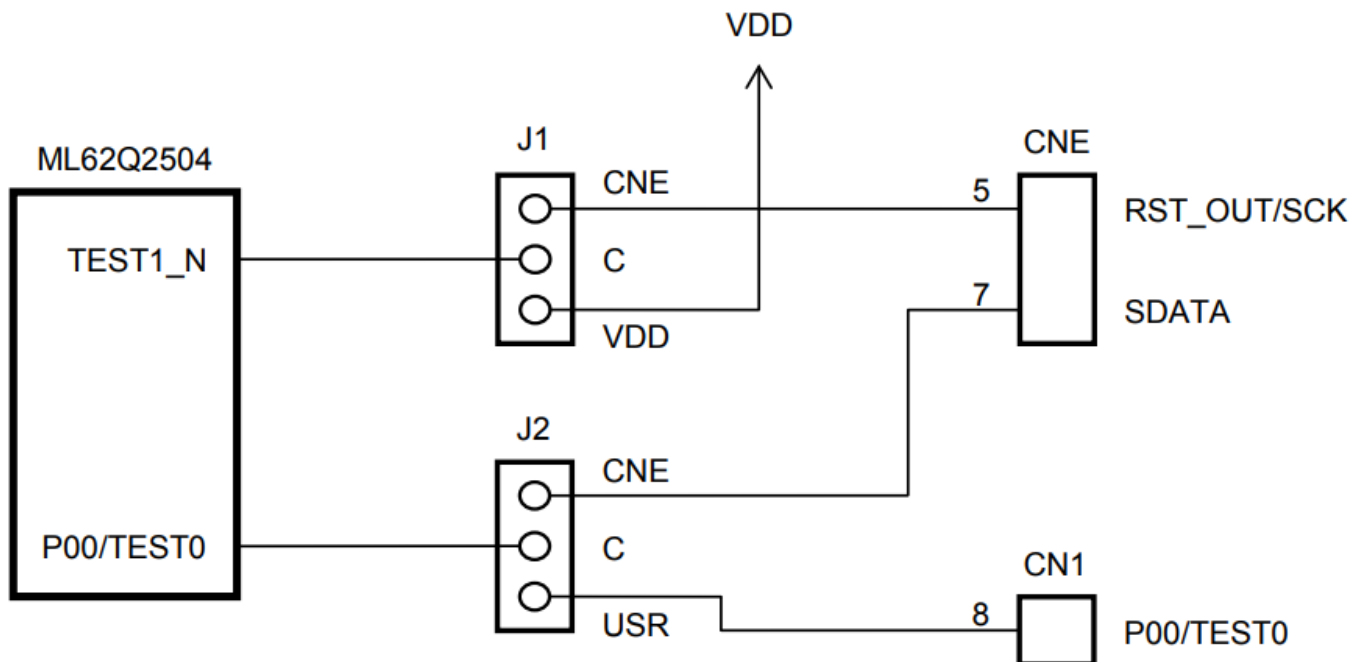 VDD
J1
CNE
ML62Q2504
CNE
5
RST_OUT/SCK
TEST1_N
C
7
SDATA
VDD
J2
CNE
P00/TEST0
C
CN1
USR
8
P00/TEST0